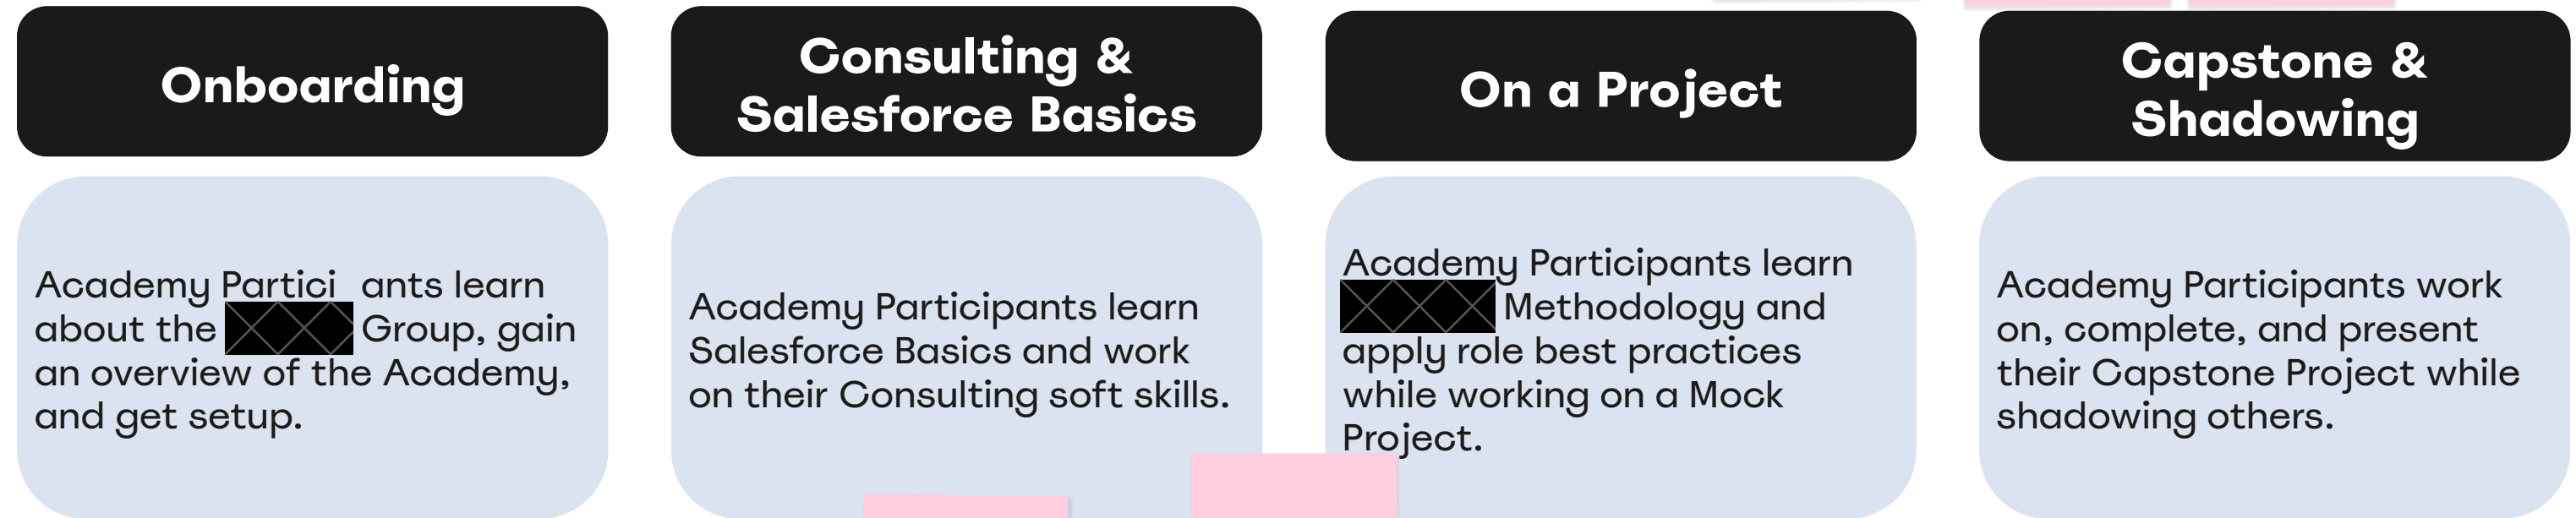 Onboarding
Academy Partici ants learn
about the Group, gain
an overview of the Academy,
and get setup.
Consulting &
Salesforce Basics
Academy Participants learn
Salesforce Basics and work
on their Consulting soft skills.
On a Project
Academy Participants learn
Methodology and
apply role best practices
while working on a Mock
Project.
Capstone &
Shadowing
Academy Participants work
on, complete, and present
their Capstone Project while
shadowing others.